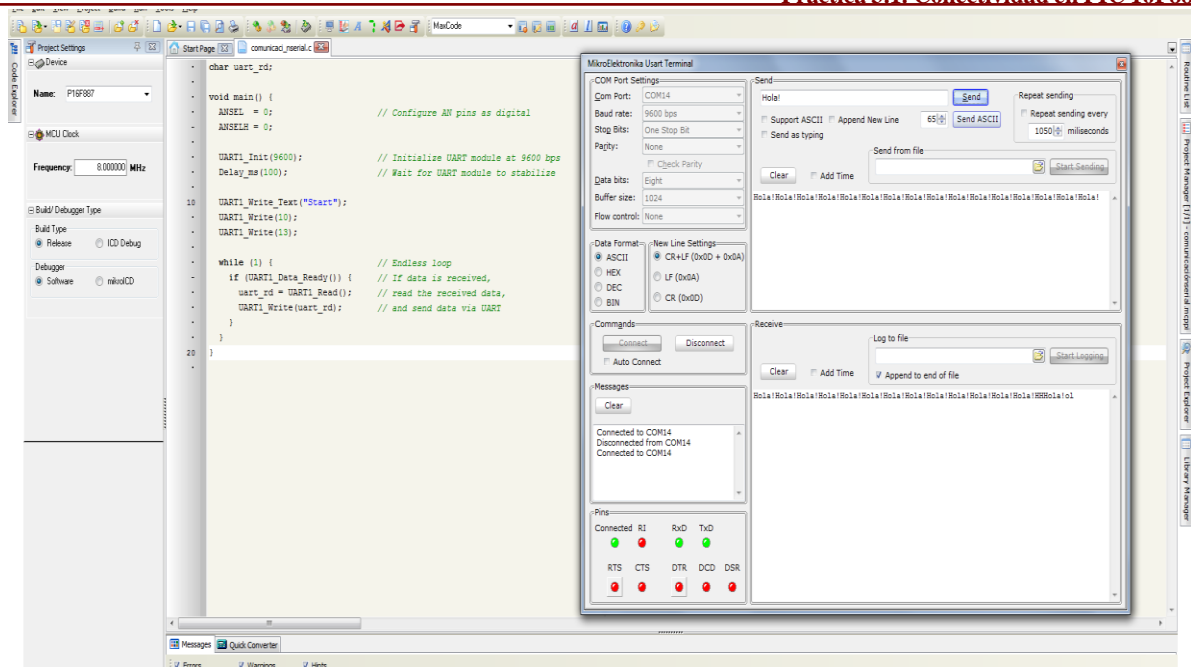 MaxCode
Project Settings
Start Page
comunicaci_nserial.c
Code Explorer
Device
Name: P16F887
MCU Clock
Frequency: 8.000000 MHz
Build/ Debugger Type
Build Type
Release ICD Debug
Debugger
Software mikroICD
char uart_rd;
void main() {
ANSEL = 0; // Configure AN pins as digital
ANSELH = 0;
UART1_Init(9600); // Initialize UART module at 9600 bps
Delay_ms(100); // Wait for UART module to stabilize
10 UART1_Write_Text("Start");
UART1_Write(10);
UART1_Write(13);
while (1) { // Endless loop
if (UART1_Data_Ready()) { // If data is received,
uart_rd = UART1_Read(); // read the received data,
UART1_Write(uart_rd); // and send data via UART
}
}
20 }
MikroElektronika Usart Terminal
COM Port Settings
Com Port: COM14
Baud rate: 9600 bps
Stop Bits: One Stop Bit
Parity: None
Check Parity
Data bits: Eight
Buffer size: 1024
Flow control: None
Data Format
ASCII
HEX
DEC
BIN
New Line Settings
CR+LF (0x0D + 0x0A)
LF (0x0A)
CR (0x0D)
Commands
Connect Disconnect
Auto Connect
Messages
Clear
Connected to COM14
Disconnected from COM14
Connected to COM14
Pins
Connected RI RxD TxD
RTS CTS DTR DCD DSR
Send
Hola! Send
Support ASCII Append New Line 65 Send ASCII
Send as typing
Repeat sending
Repeat sending every
1050 miliseconds
Send from file
Start Sending
Clear Add Time
Hola!Hola!Hola!Hola!Hola!Hola!Hola!Hola!Hola!Hola!Hola!Hola!Hola!Hola!Hola!
Receive
Log to file
Start Logging
Clear Add Time Append to end of file
Hola!Hola!Hola!Hola!Hola!Hola!Hola!Hola!Hola!Hola!Hola!Hola!HHHola!ol
Routine List
Project Manager [1/1] - comunicaciónserial.mcppi
Project Explorer
Library Manager
Messages Quick Converter
Errors Warnings Hints